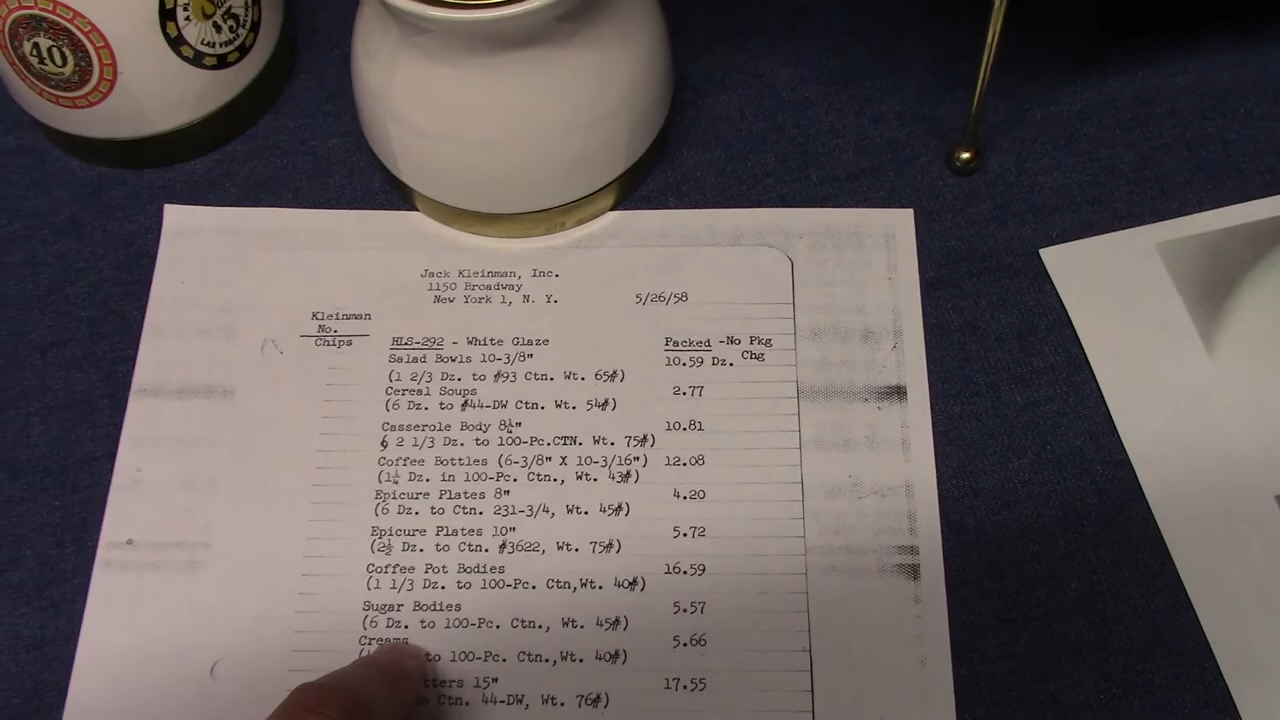 40
$5
LAS VEGAS, NEVADA
Jack Kleinman, Inc.
1150 Broadway
New York 1, N. Y.
5/26/58
Kleinman
No.
Chips
HLS-292 - White Glaze
Packed -No Pkg
Chg
Salad Bowls 10-3/8" 10.59 Dz.
(1 2/3 Dz. to #93 Ctn. Wt. 65#)
Cereal Soups 2.77
(6 Dz. to #44-DW Ctn. Wt. 54#)
Casserole Body 8¼" 10.81
2 1/3 Dz. to 100-Pc.CTN. Wt. 75#)
Coffee Bottles (6-3/8" X 10-3/16") 12.08
(1¼ Dz. in 100-Pc. Ctn., Wt. 43#)
Epicure Plates 8" 4.20
(6 Dz. to Ctn. 231-3/4, Wt. 45#)
Epicure Plates 10" 5.72
(2½ Dz. to Ctn. #3622, Wt. 75#)
Coffee Pot Bodies 16.59
(1 1/3 Dz. to 100-Pc. Ctn,Wt. 40#)
Sugar Bodies 5.57
(6 Dz. to 100-Pc. Ctn., Wt. 45#)
Creams 5.66
to 100-Pc. Ctn.,Wt. 40#)
15" 17.55
Ctn. 44-DW, Wt. 76#)